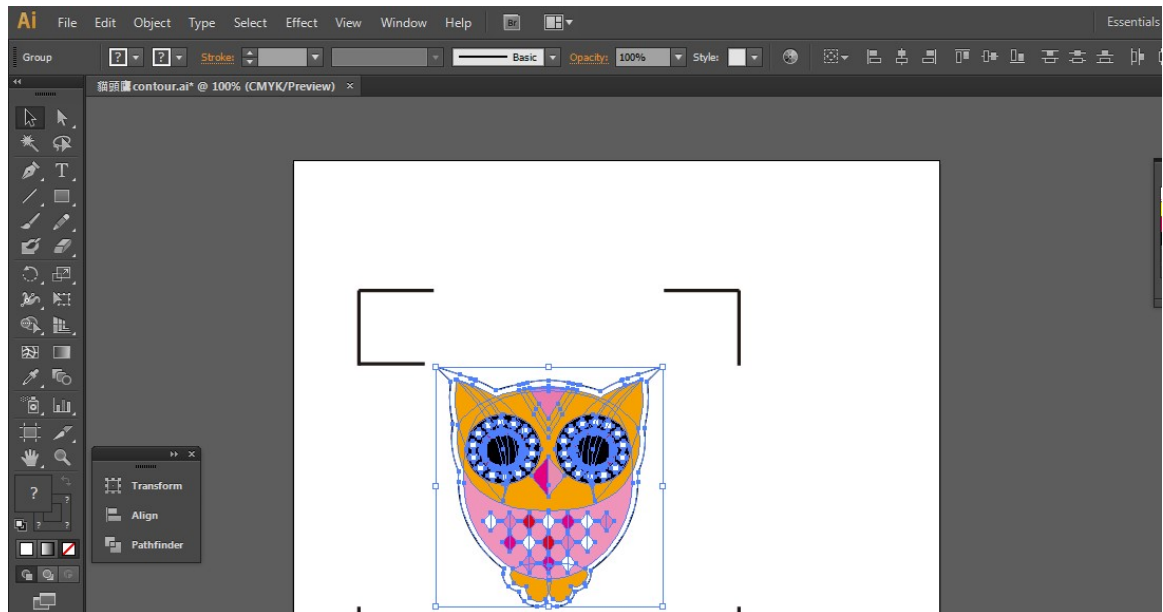 Ai File Edit Object Type Select Effect View Window Help Br Essentials
Group ? ? Stroke: Basic Opacity: 100% Style:
貓頭鷹contour.ai* @ 100% (CMYK/Preview) ×
T
Transform
Align
Pathfinder
?
?
? ?